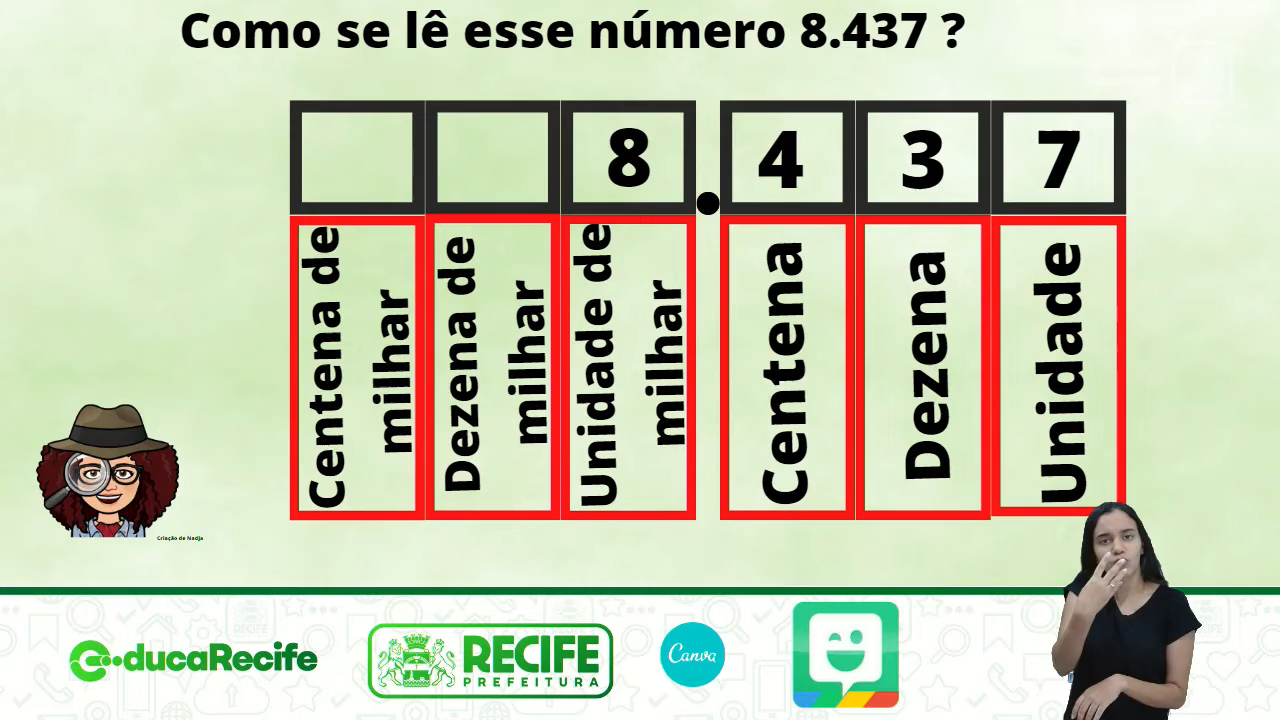 Como se lê esse número 8.437 ?
8 . 4 3 7
Centena de
milhar
Dezena de
milhar
Unidade de
milhar
Centena
Dezena
Unidade
Criação de Nadja
ducaRecife
RECIFE
PREFEITURA
Canva